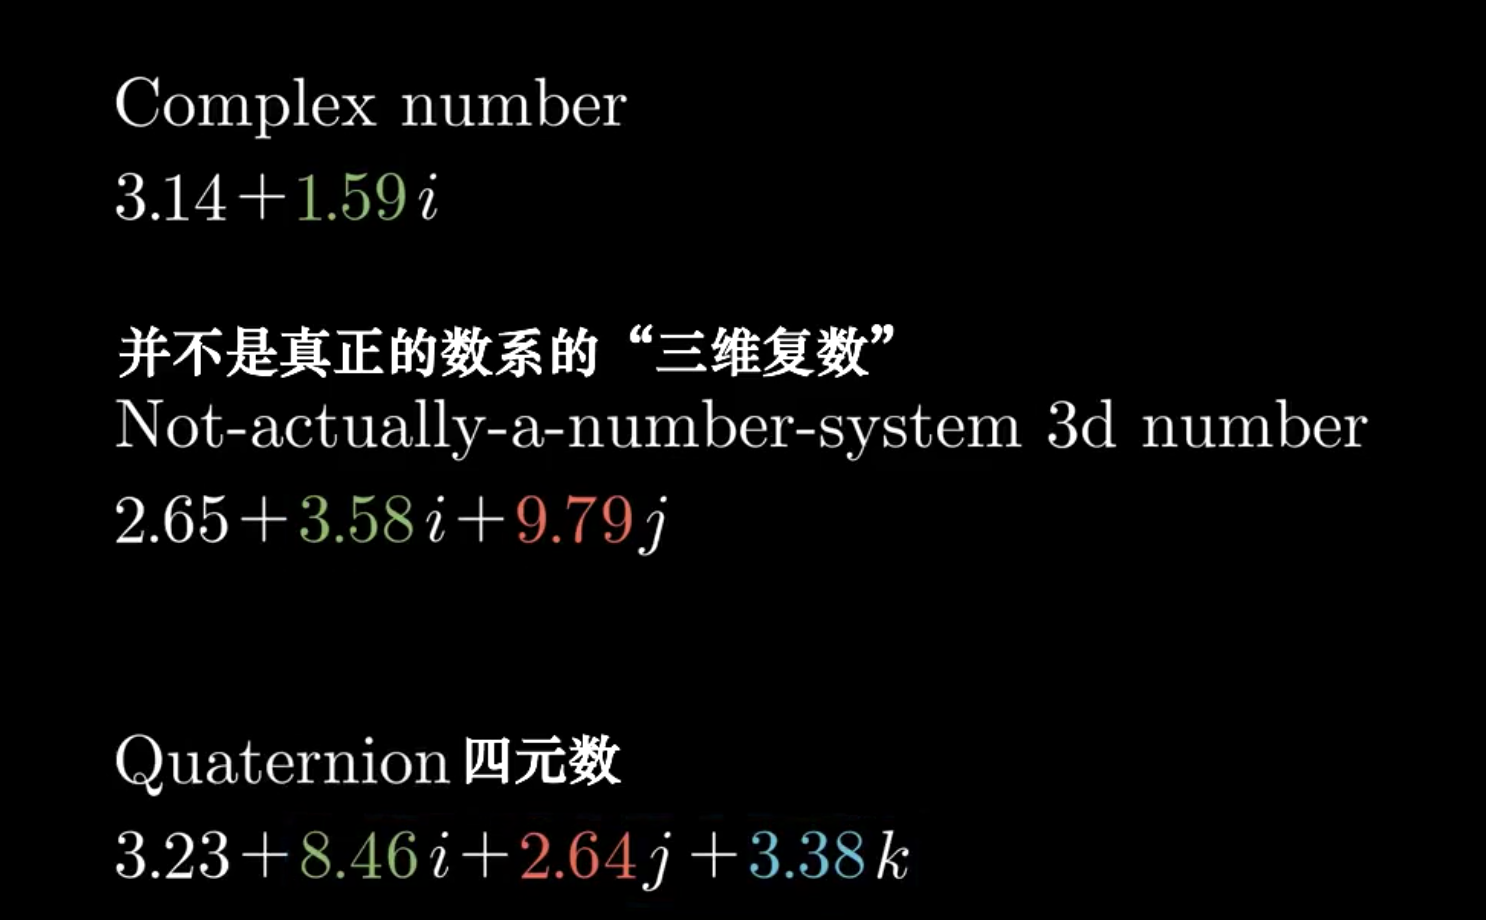 Complex number
3.14+1.59i
并不是真正的数系的“三维复数”
Not-actually-a-number-system 3d number
2.65+3.58i+9.79j
Quaternion 四元数
3.23+8.46i+2.64j+3.38k